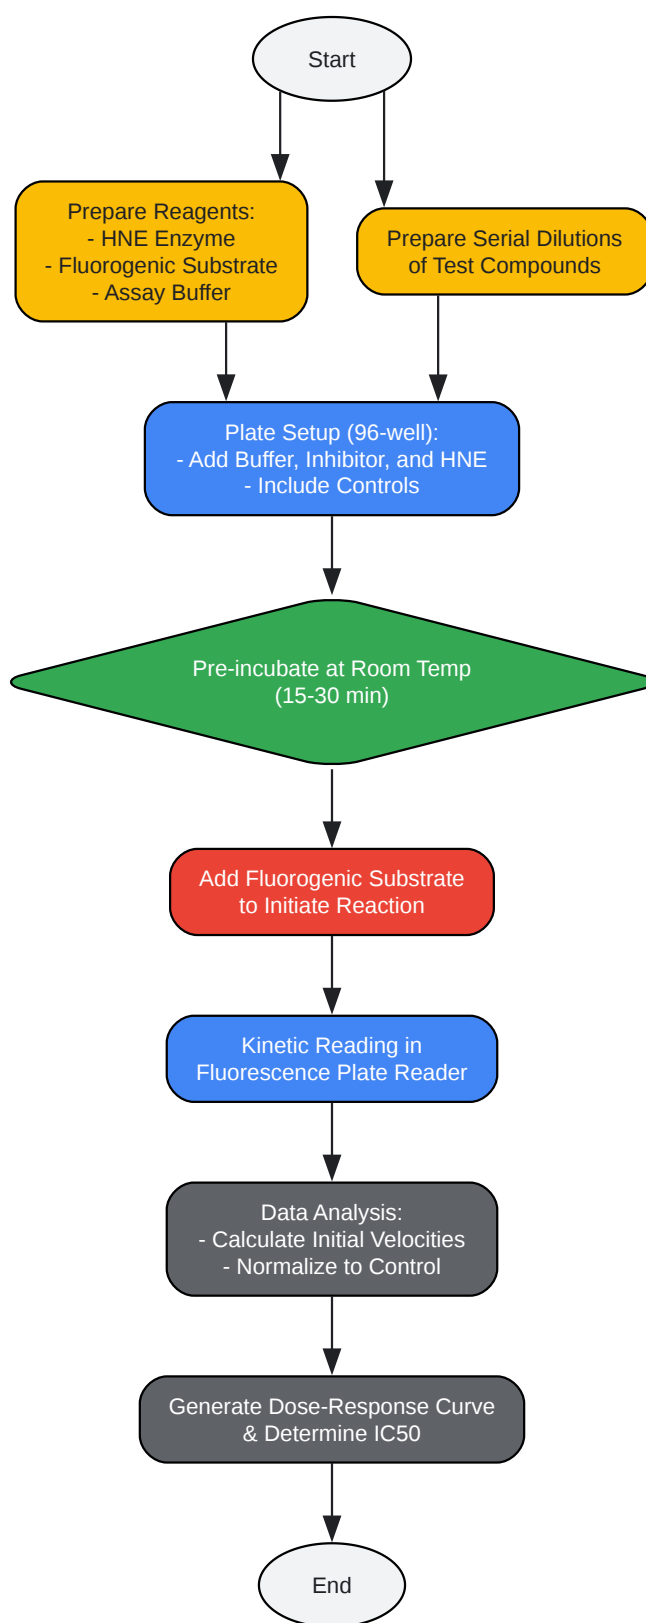 Start
Prepare Reagents:
- HNE Enzyme
- Fluorogenic Substrate
- Assay Buffer
Prepare Serial Dilutions
of Test Compounds
Plate Setup (96-well):
- Add Buffer, Inhibitor, and HNE
- Include Controls
Pre-incubate at Room Temp
(15-30 min)
Add Fluorogenic Substrate
to Initiate Reaction
Kinetic Reading in
Fluorescence Plate Reader
Data Analysis:
- Calculate Initial Velocities
- Normalize to Control
Generate Dose-Response Curve
& Determine IC50
End